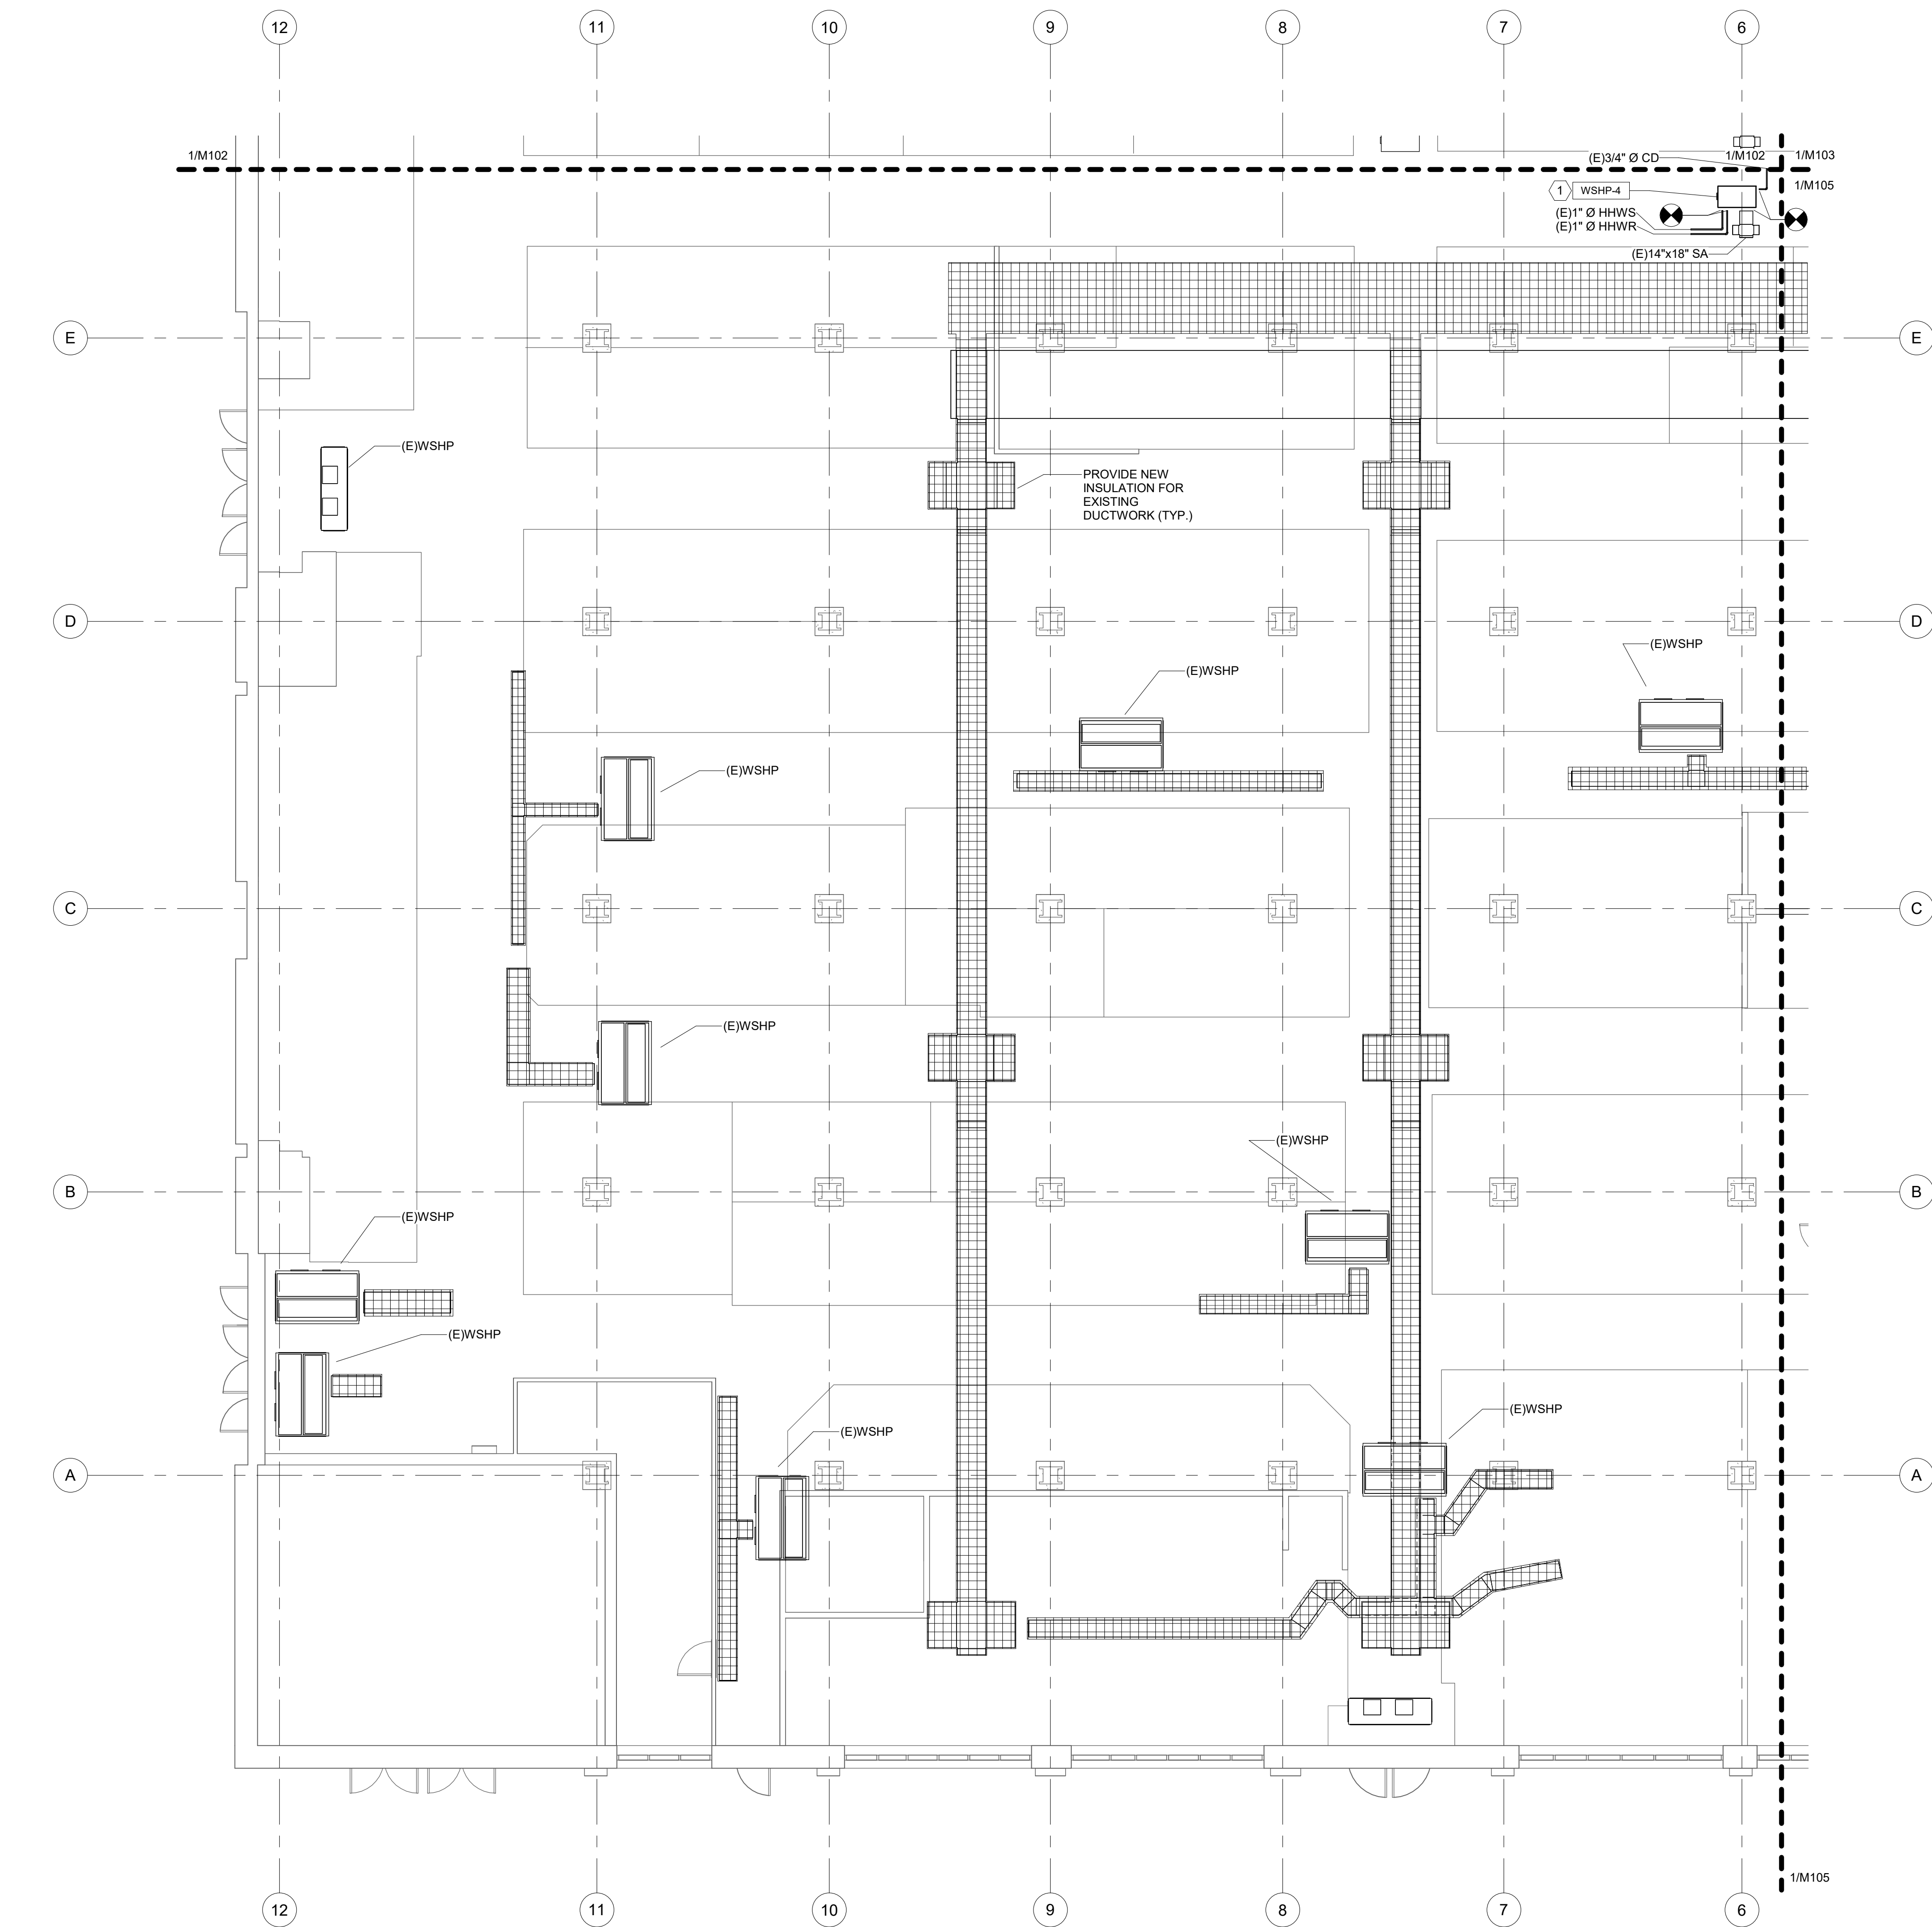 12
11
10
9
8
7
6
1/M102
(E)3/4" Ø CD
1/M102
1/M103
1/M105
1
WSHP-4
(E)1" Ø HHWS
(E)1" Ø HHWR
(E)14"x18" SA
E
E
(E)WSHP
PROVIDE NEW
INSULATION FOR
EXISTING
DUCTWORK (TYP.)
D
D
(E)WSHP
(E)WSHP
(E)WSHP
C
C
(E)WSHP
(E)WSHP
B
B
(E)WSHP
(E)WSHP
(E)WSHP
(E)WSHP
A
A
1/M105
12
11
10
9
8
7
6